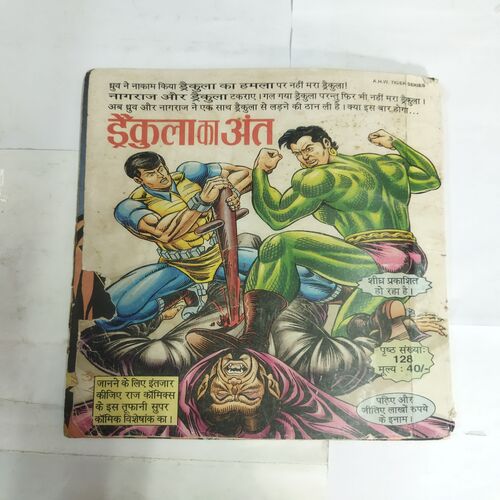 A.H.W. TIGER SERIES
ध्रुव ने नाकाम किया ड्रैकुला का हमला पर नहीं मरा ड्रैकुला!
नागराज और ड्रैकुला टकराए। गल गया ड्रैकुला परन्तु फिर भी नहीं मरा ड्रैकुला।
अब ध्रुव और नागराज ने एक साथ ड्रैकुला से लड़ने की ठान ली है। क्या इस बार होगा...
ड्रैकुला का अंत
शीघ्र प्रकाशित
हो रहा है।
पृष्ठ संख्या:
128
मूल्य : 40/-
जानने के लिए इंतजार
कीजिए राज कॉमिक्स
के इस तूफानी सुपर
कॉमिक विशेषांक का।
पढ़िए और
जीतिए लाखों रुपये
के इनाम।